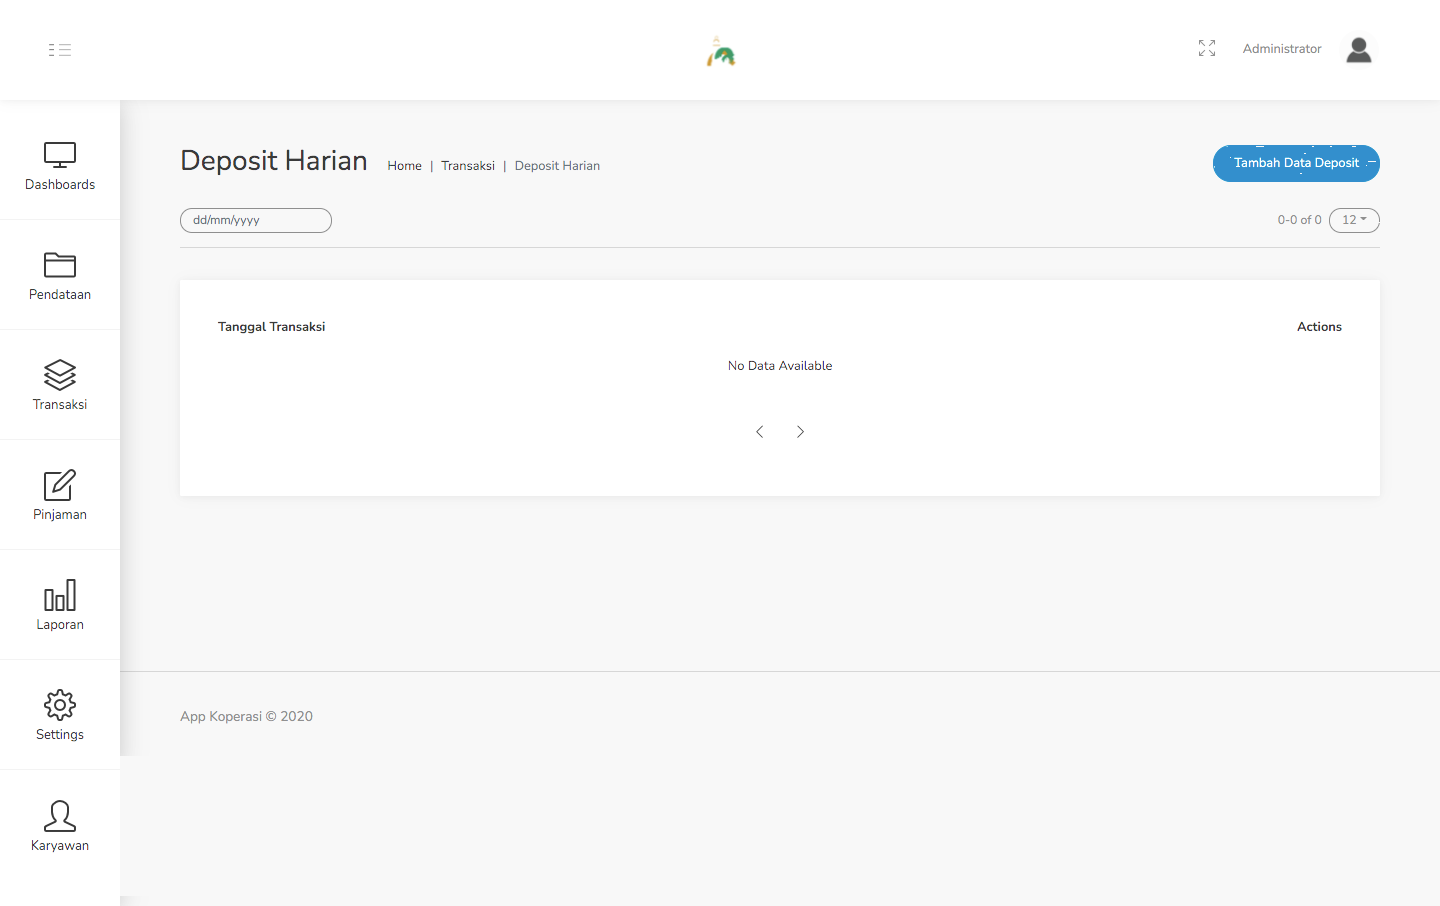 Administrator
Dashboards
Pendataan
Transaksi
Pinjaman
Laporan
Settings
Karyawan
Deposit Harian
Home | Transaksi | Deposit Harian
Tambah Data Deposit
dd/mm/yyyy
0-0 of 0 12
Tanggal Transaksi Actions
No Data Available
App Koperasi © 2020